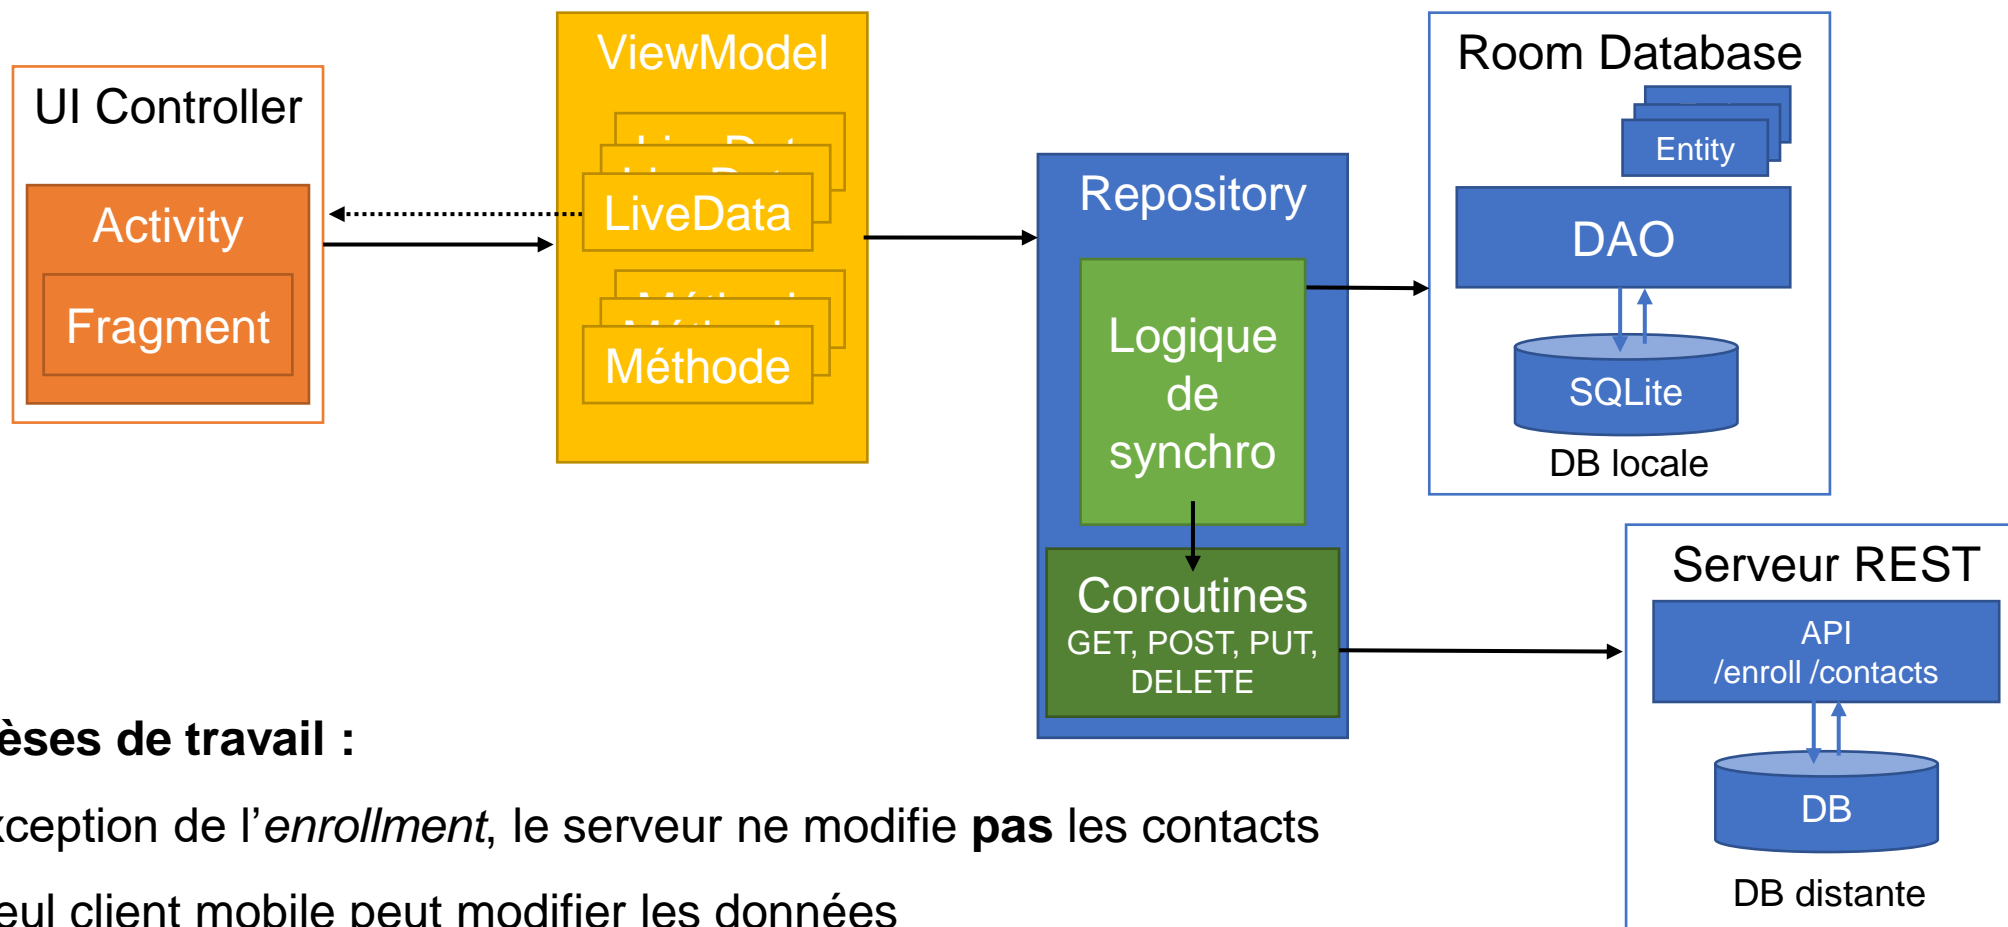 UI Controller
Activity
Fragment
ViewModel
LiveData
Méthode
Repository
Logique
de
synchro
Coroutines
GET, POST, PUT,
DELETE
Room Database
Entity
DAO
SQLite
DB locale
Serveur REST
API
/enroll /contacts
DB
DB distante
èses de travail :
xception de l’enrollment, le serveur ne modifie pas les contacts
eul client mobile peut modifier les données